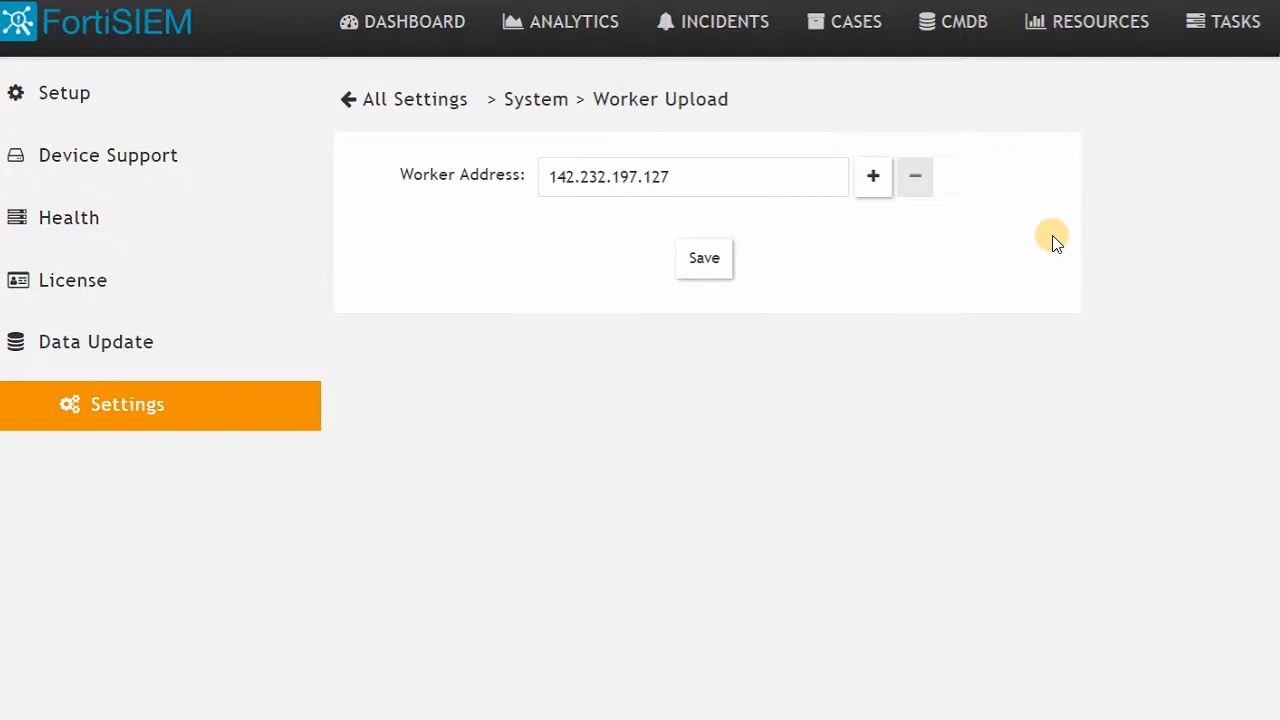 FortiSIEM
DASHBOARD ANALYTICS INCIDENTS CASES CMDB RESOURCES TASKS
Setup
Device Support
Health
License
Data Update
Settings
All Settings > System > Worker Upload
Worker Address: 142.232.197.127 + −
Save